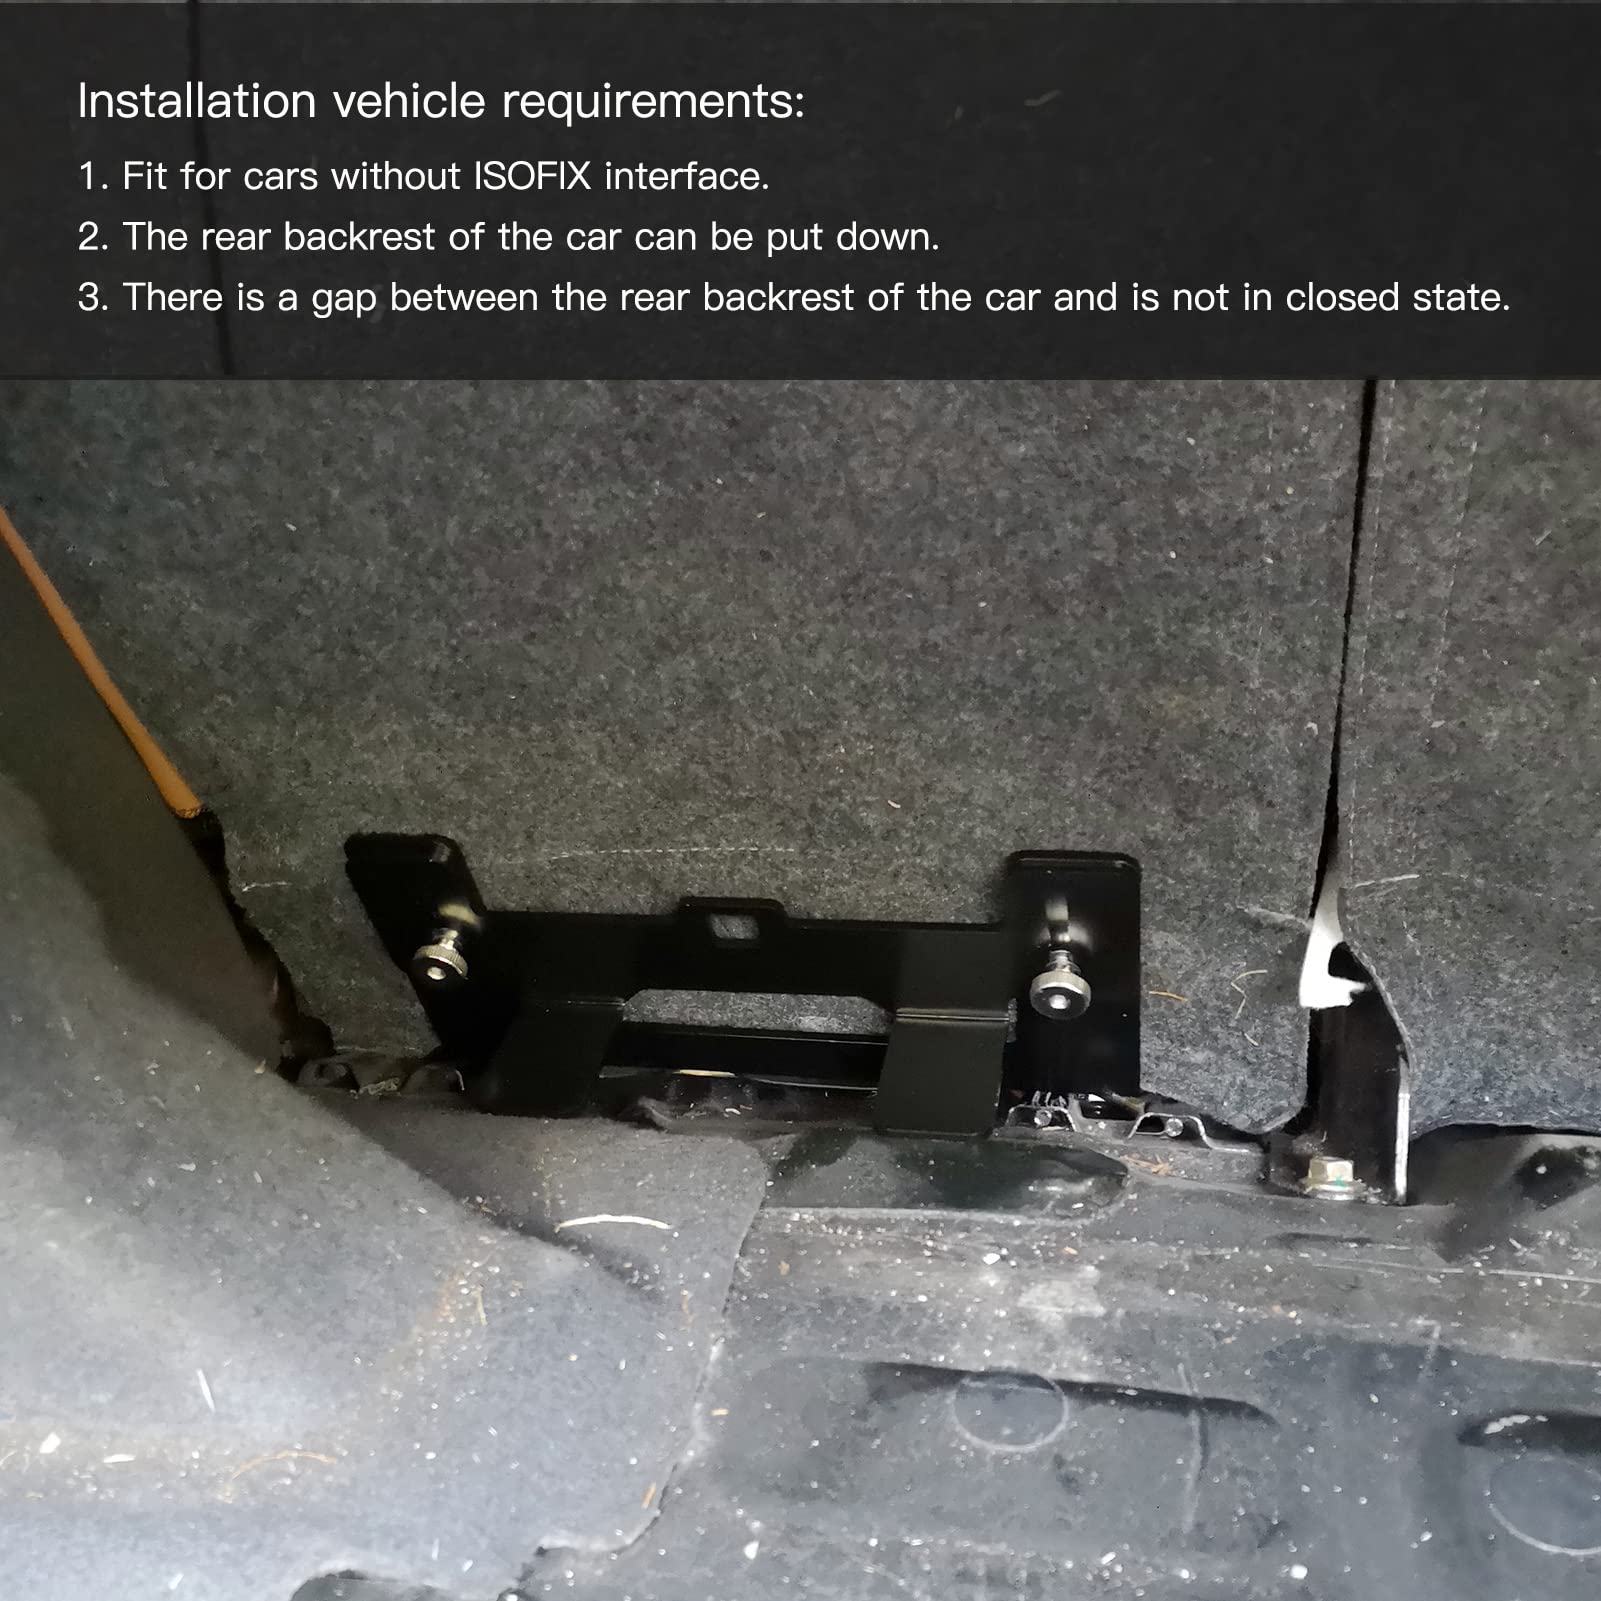 Installation vehicle requirements:
1. Fit for cars without ISOFIX interface.
2. The rear backrest of the car can be put down.
3. There is a gap between the rear backrest of the car and is not in closed state.